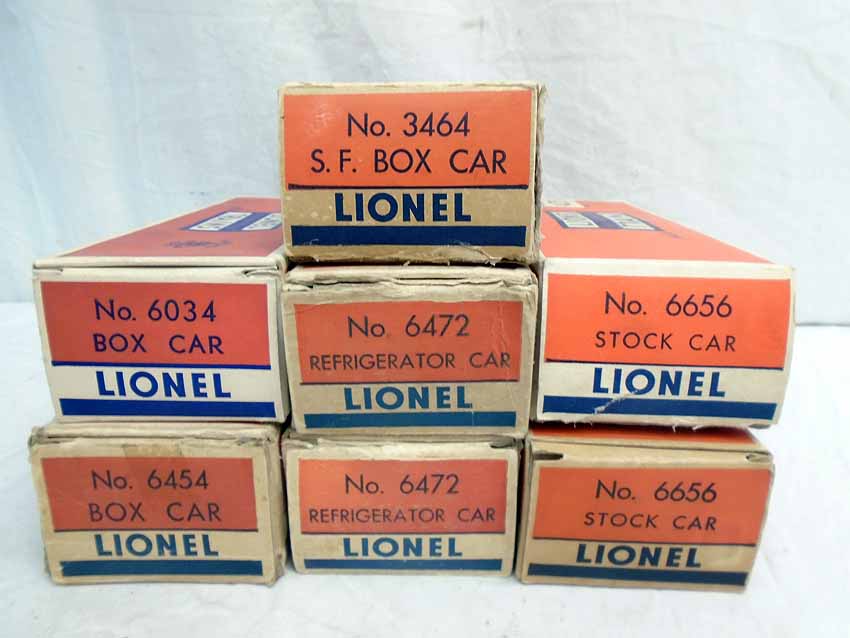 No. 3464
S. F. BOX CAR
LIONEL
No. 6034
BOX CAR
LIONEL
No. 6472
REFRIGERATOR CAR
LIONEL
No. 6656
STOCK CAR
LIONEL
No. 6454
BOX CAR
LIONEL
No. 6472
REFRIGERATOR CAR
LIONEL
No. 6656
STOCK CAR
LIONEL